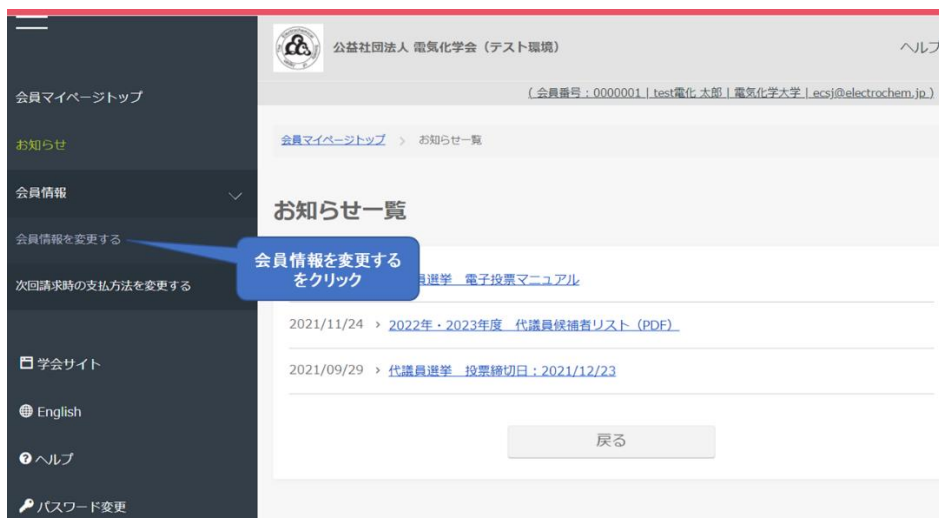 公益社団法人 電気化学会（テスト環境）
ヘルプ
( 会員番号：0000001 | test電化 太郎 | 電気化学大学 | ecsj@electrochem.jp )
会員マイページトップ
お知らせ
会員情報
会員情報を変更する
次回請求時の支払方法を変更する
学会サイト
English
ヘルプ
パスワード変更
会員マイページトップ > お知らせ一覧
お知らせ一覧
会員情報を変更する
をクリック
員選挙 電子投票マニュアル
2021/11/24 > 2022年・2023年度 代議員候補者リスト（PDF）
2021/09/29 > 代議員選挙 投票締切日：2021/12/23
戻る